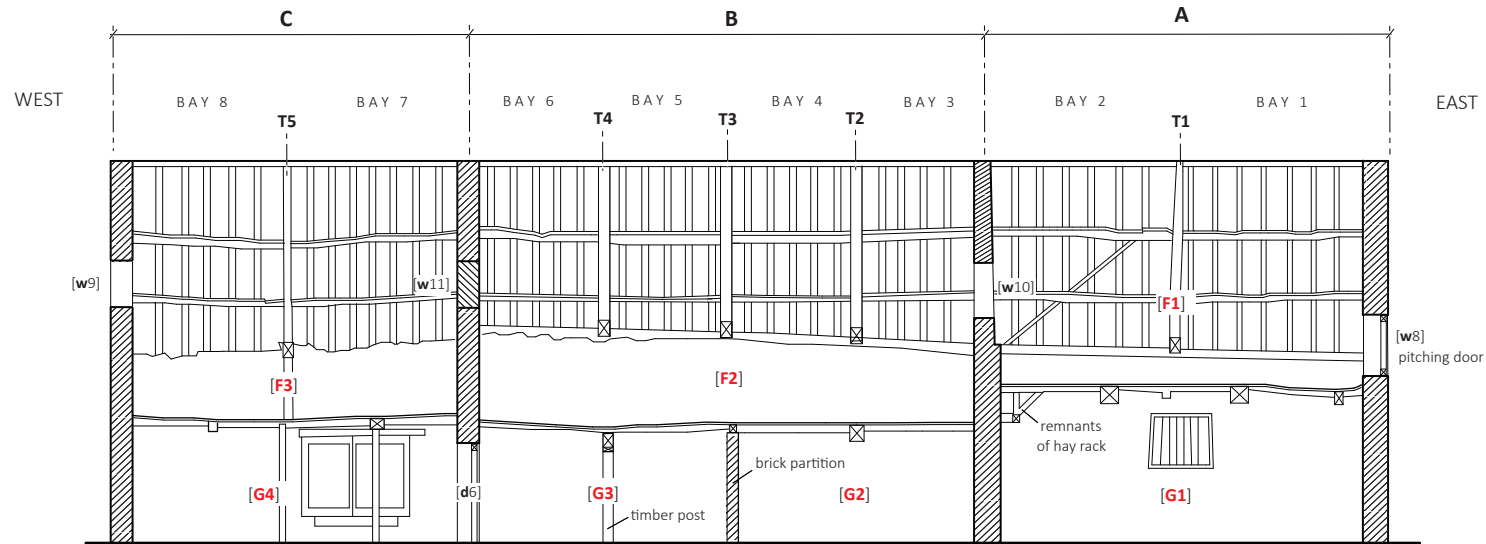 C B A
WEST BAY 8 BAY 7 BAY 6 BAY 5 BAY 4 BAY 3 BAY 2 BAY 1 EAST
T5 T4 T3 T2 T1
[w9] [w11] [w10] [F1]
[w8]
pitching door
[F3] [F2]
remnants
of hay rack
brick partition
[G4] [d6] [G3] [G2] [G1]
timber post